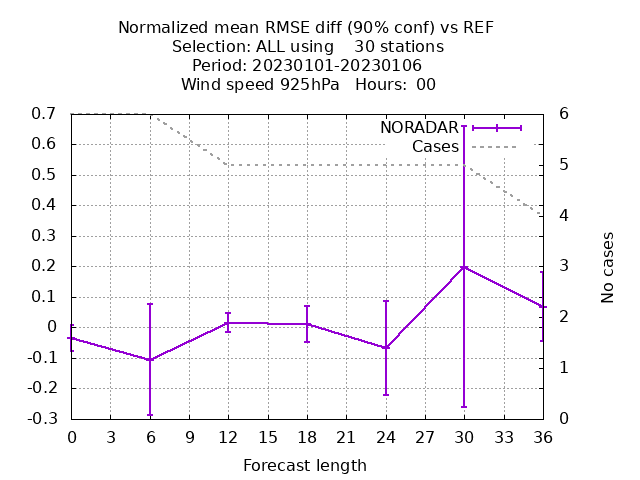 Normalized mean RMSE diff (90% conf) vs REF
Selection: ALL using    30 stations
Period: 20230101-20230106
Wind speed 925hPa   Hours:  00
NORADAR
Cases
0.7
0.6
0.5
0.4
0.3
0.2
0.1
0
-0.1
-0.2
-0.3
6
5
4
3
2
1
0
No cases
0 3 6 9 12 15 18 21 24 27 30 33 36
Forecast length